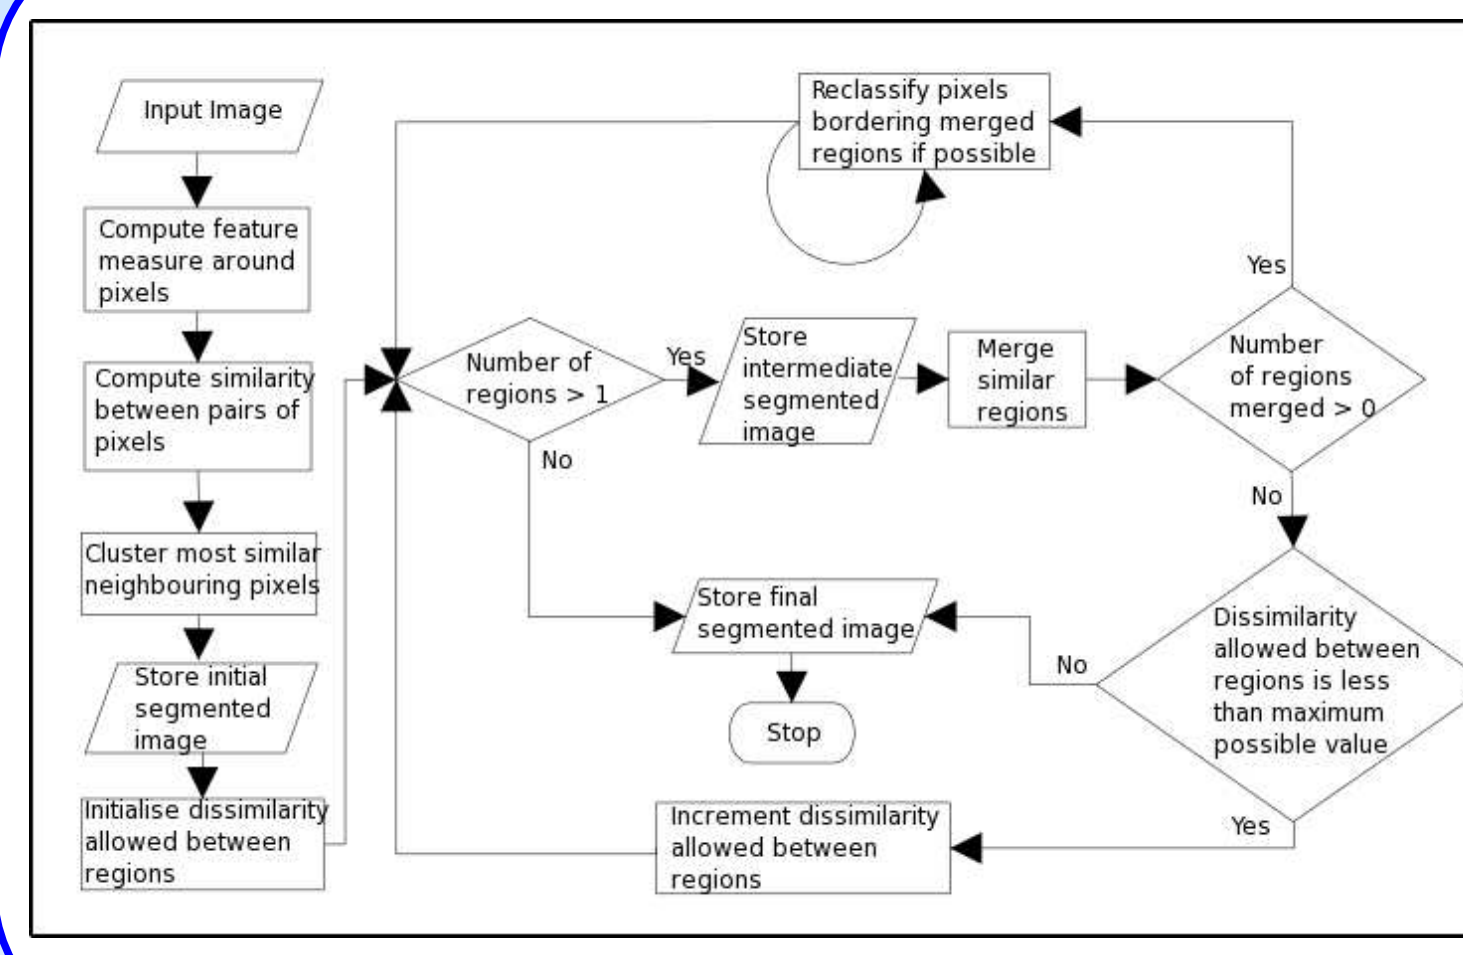 Input Image
Compute feature
measure around
pixels
Compute similarity
between pairs of
pixels
Cluster most similar
neighbouring pixels
Store initial
segmented
image
Initialise dissimilarity
allowed between
regions
Reclassify pixels
bordering merged
regions if possible
Number of
regions > 1
Yes
No
Store
intermediate
segmented
image
Merge
similar
regions
Yes
Number
of regions
merged > 0
No
Dissimilarity
allowed between
regions is less
than maximum
possible value
No
Yes
Store final
segmented image
Stop
Increment dissimilarity
allowed between
regions